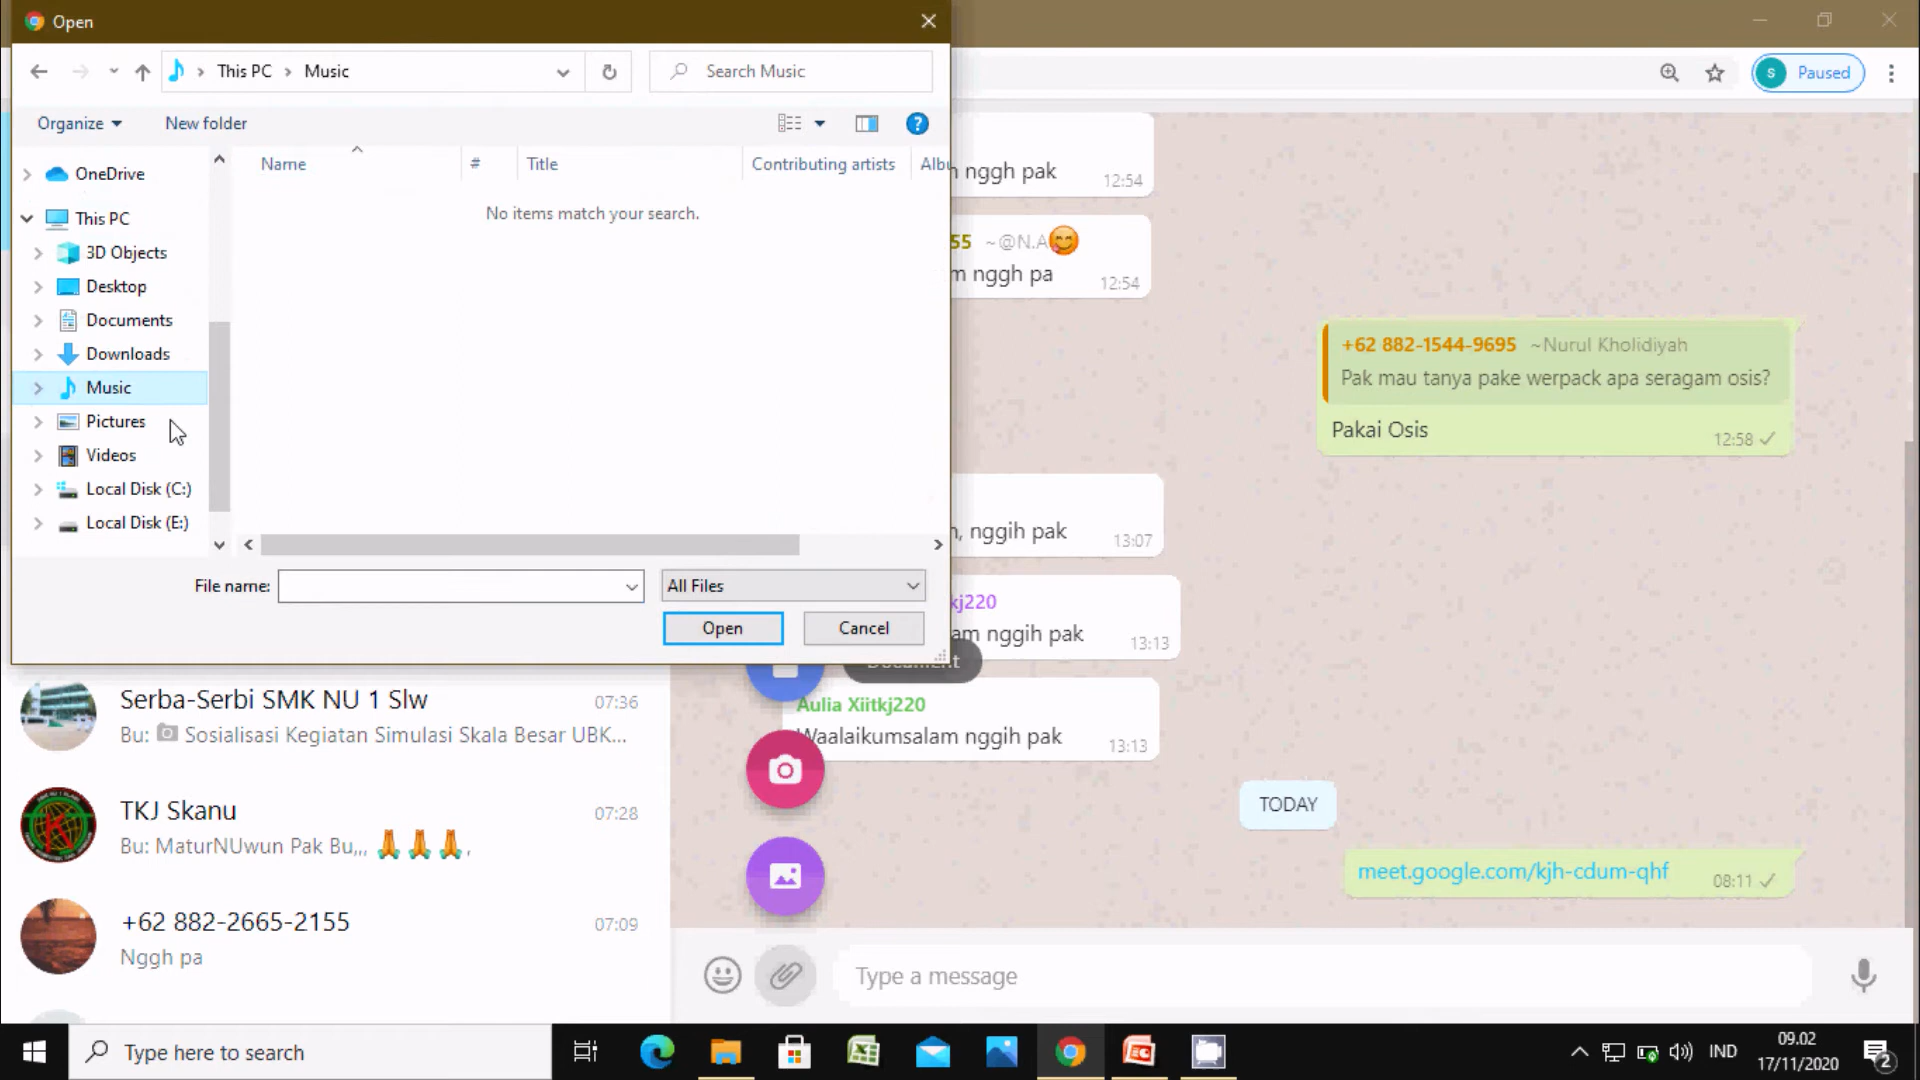 Open
This PC
Music
Search Music
Organize
New folder
OneDrive
This PC
3D Objects
Desktop
Documents
Downloads
Music
Pictures
Videos
Local Disk (C:)
Local Disk (E:)
Name
#
Title
Contributing artists
Albu
No items match your search.
File name:
All Files
Open
Cancel
S
Paused
nggh pak
12:54
55 ~@N.A😋
m nggh pa
12:54
+62 882-1544-9695 ~Nurul Kholidiyah
Pak mau tanya pake werpack apa seragam osis?
Pakai Osis
12:58
, nggih pak
13:07
kj220
am nggih pak
13:13
Document
Aulia Xiitkj220
Waalaikumsalam nggih pak
13:13
TODAY
meet.google.com/kjh-cdum-qhf
08:11
Type a message
Serba-Serbi SMK NU 1 Slw
07:36
Bu: Sosialisasi Kegiatan Simulasi Skala Besar UBK...
TKJ Skanu
07:28
Bu: MaturNUwun Pak Bu,,, 🙏🙏🙏,
+62 882-2665-2155
07:09
Nggh pa
Type here to search
IND
09.02
17/11/2020
2